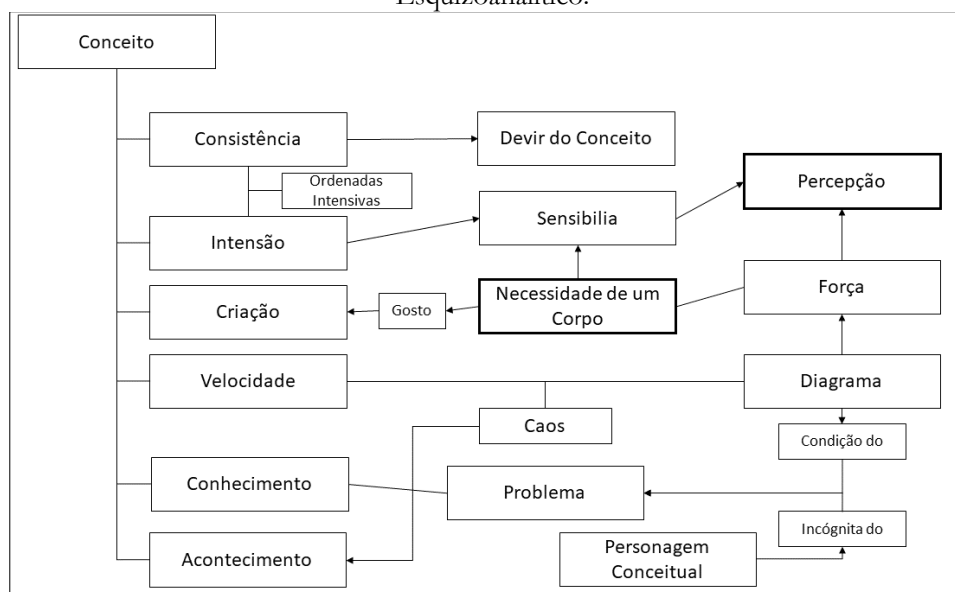 Esquizoanalítico.
Conceito
Consistência
Devir do Conceito
Ordenadas
Intensivas
Percepção
Sensibilia
Intensão
Necessidade de um
Corpo
Força
Criação
Gosto
Velocidade
Diagrama
Caos
Condição do
Conhecimento
Problema
Incógnita do
Personagem
Conceitual
Acontecimento